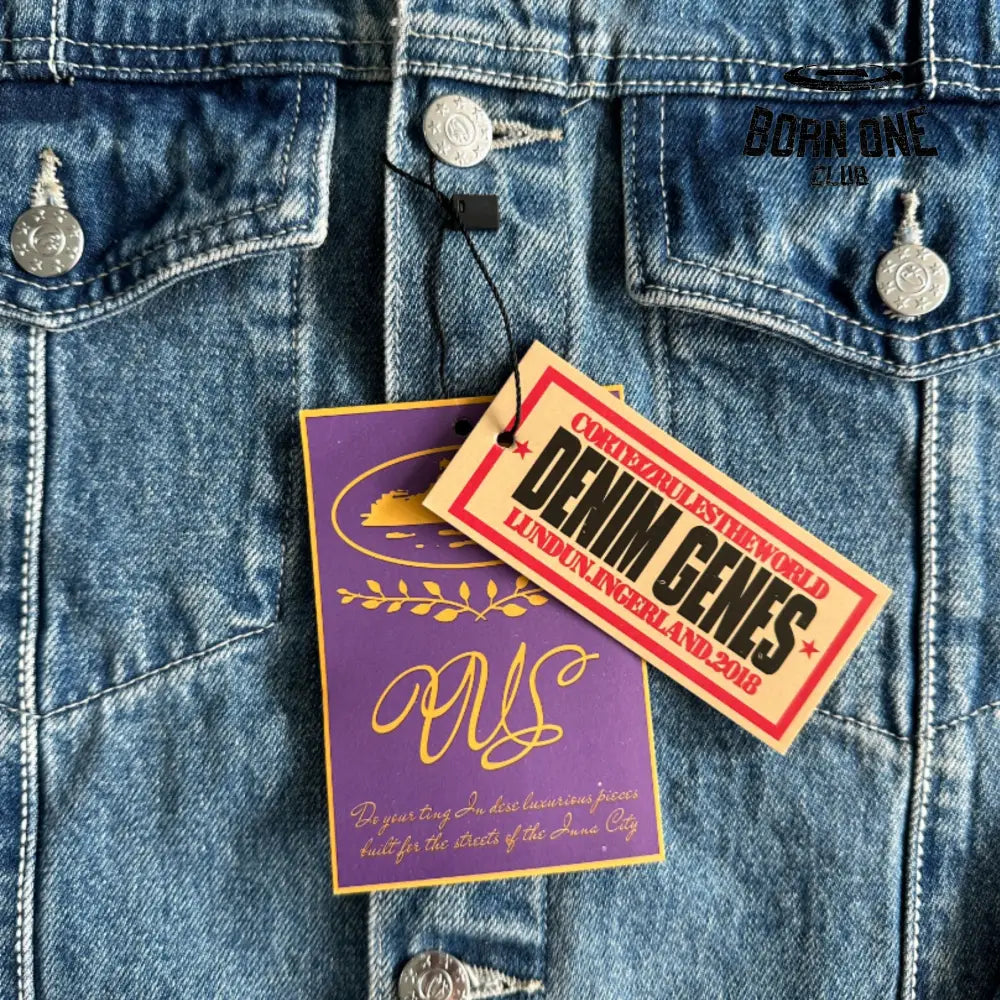 BORN ONE
CLUB
CORTEIZRULESTHEWORLD
DENIM GENES
LUNDUN.INGERLAND.2018
Do your ting In dese luxurious pieces
built for the streets of the Inna City